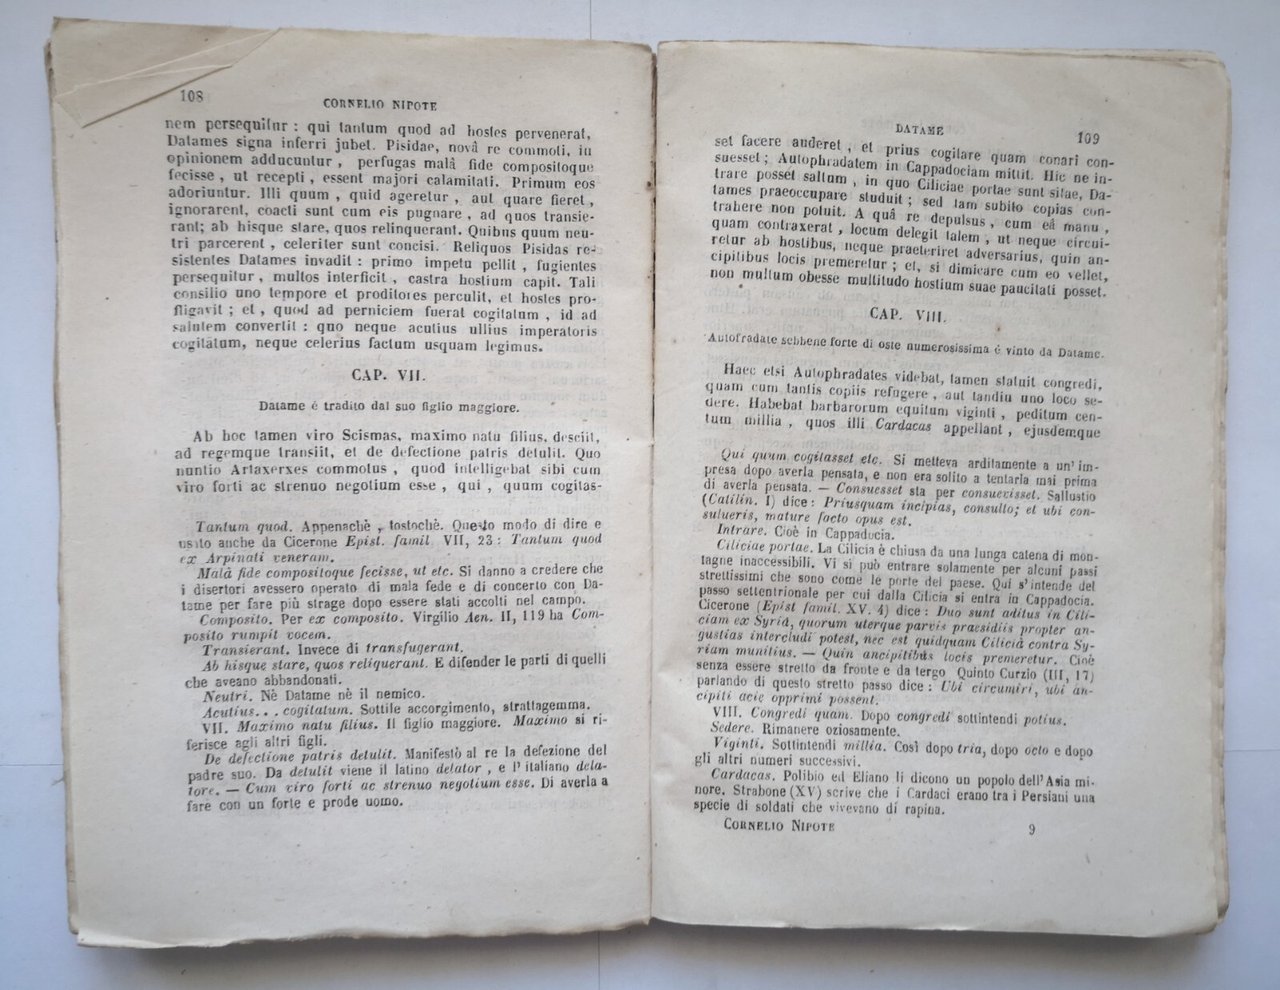 108
CORNELIO NIPOTE
nem persequitur : qui tantum quod ad hostes pervenerat,
Datames signa inferri jubet. Pisidae, novâ re commoti, in
opinionem adducuntur , perfugas malâ fide compositoque
fecisse , ut recepti , essent majori calamitati. Primum eos
adoriuntur. Illi quum , quid ageretur , aut quare fieret,
ignorarent, coacti sunt cum eis pugnare , ad quos transie-
rant; ab hisque stare, quos relinquerant. Quibus quum neu-
tri parcerent , celeriter sunt concisi. Reliquos Pisidas re-
sistentes Datames invadit : primo impetu pellit , fugientes
persequitur , multos interficit , castra hostium capit. Tali
consilio uno tempore et proditores perculit, et hostes pro-
fligavit ; et , quod ad perniciem fuerat cogitatum , id ad
salutem convertit : quo neque acutius ullius imperatoris
cogitatum, neque celerius factum usquam legimus.
CAP. VII.
Datame é tradito dal suo figlio maggiore.
Ab hoc tamen viro Scismas, maximo natu filius, desciit,
ad regemque transiit, et de defectione patris detulit. Quo
nuntio Artaxerxes commotus , quod intelligebat sibi cum
viro forti ac strenuo negotium esse , qui , quum cogitas-
Tantum quod. Appenachè , tostochè. Questo modo di dire e
usato anche da Cicerone Epist. famil. VII, 23 : Tantum quod
ex Arpinati veneram.
Malâ fide compositoque fecisse, ut etc. Si danno a credere che
i disertori avessero operato di mala fede e di concerto con Da-
tame per fare più strage dopo essere stati accolti nel campo.
Composito. Per ex composito. Virgilio Aen. II, 119 ha Com-
posito rumpit vocem.
Transierant. Invece di transfugerant.
Ab hisque stare, quos reliquerant. E difender le parti di quelli
che aveano abbandonati.
Neutri. Nè Datame nè il nemico.
Acutius... cogitatum. Sottile accorgimento, strattagemma.
VII. Maximo natu filius. Il figlio maggiore. Maximo si ri-
ferisce agli altri figli.
De defectione patris detulit. Manifestò al re la defezione del
padre suo. Da detulit viene il latino delator , e l' italiano dela-
tore. — Cum viro forti ac strenuo negotium esse. Di averla a
fare con un forte e prode uomo.
DATAME
109
set facere auderet , et prius cogitare quam conari con-
suesset ; Autophradatem in Cappadociam mittit. Hic ne in-
trare posset saltum , in quo Ciliciae portae sunt sitae, Da-
tames praeoccupare studuit ; sed tam subito copias con-
trahere non potuit. A quâ re depulsus , cum eâ manu ,
quam contraxerat , locum delegit talem , ut neque circui-
retur ab hostibus, neque praeteriret adversarius, quin an-
cipitibus locis premeretur ; et, si dimicare cum eo vellet,
non multum obesse multitudo hostium suae paucitati posset.
CAP. VIII.
Autofradate sebbene forte di oste numerosissima é vinto da Datame.
Haec etsi Autophradates videbat, tamen statuit congredi,
quam cum tantis copiis refugere , aut tandiu uno loco se-
dere. Habebat barbarorum equitum viginti , peditum cen-
tum millia , quos illi Cardacas appellant , ejusdemque
Qui quum cogitasset etc. Si metteva arditamente a un' im-
presa dopo averla pensata, e non era solito a tentarla mai prima
di averla pensata. — Consuesset sta per consuevisset. Sallustio
(Catilin. I) dice : Priusquam incipias, consulto; et ubi con-
sulueris, mature facto opus est.
Intrare. Cioè in Cappadocia.
Ciliciae portae. La Cilicia è chiusa da una lunga catena di mon-
tagne inaccessibili. Vi si può entrare solamente per alcuni passi
strettissimi che sono come le porte del paese. Qui s'intende del
passo settentrionale per cui dalla Cilicia si entra in Cappadocia.
Cicerone (Epist famil. XV. 4) dice : Duo sunt aditus in Cili-
ciam ex Syriâ, quorum uterque parvis praesidiis propter an-
gustias intercludi potest, nec est quidquam Ciliciâ contra Sy-
riam munitius. — Quin ancipitibus locis premeretur. Cioè
senza essere stretto da fronte e da tergo Quinto Curzio (III, 17)
parlando di questo stretto passo dice : Ubi circumiri, ubi an-
cipiti acie opprimi possent.
VIII. Congredi quam. Dopo congredi sottintendi potius.
Sedere. Rimanere oziosamente.
Viginti. Sottintendi millia. Così dopo tria, dopo octo e dopo
gli altri numeri successivi.
Cardacas. Polibio ed Eliano li dicono un popolo dell'Asia mi-
nore. Strabone (XV) scrive che i Cardaci erano tra i Persiani una
specie di soldati che vivevano di rapina.
CORNELIO NIPOTE
9